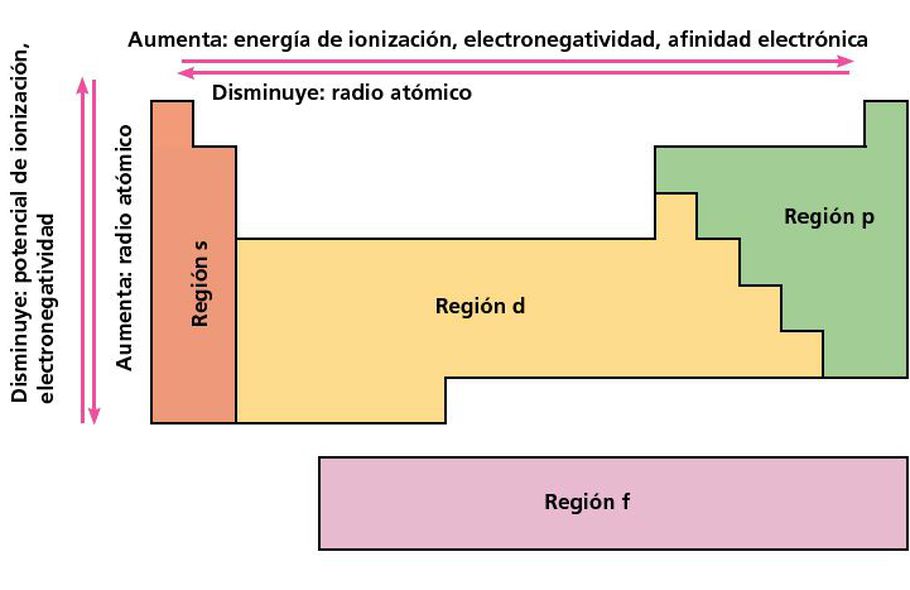 Aumenta: energía de ionización, electronegatividad, afinidad electrónica
Disminuye: radio atómico
Disminuye: potencial de ionización,
electronegatividad
Aumenta: radio atómico
Región s
Región d
Región p
Región f